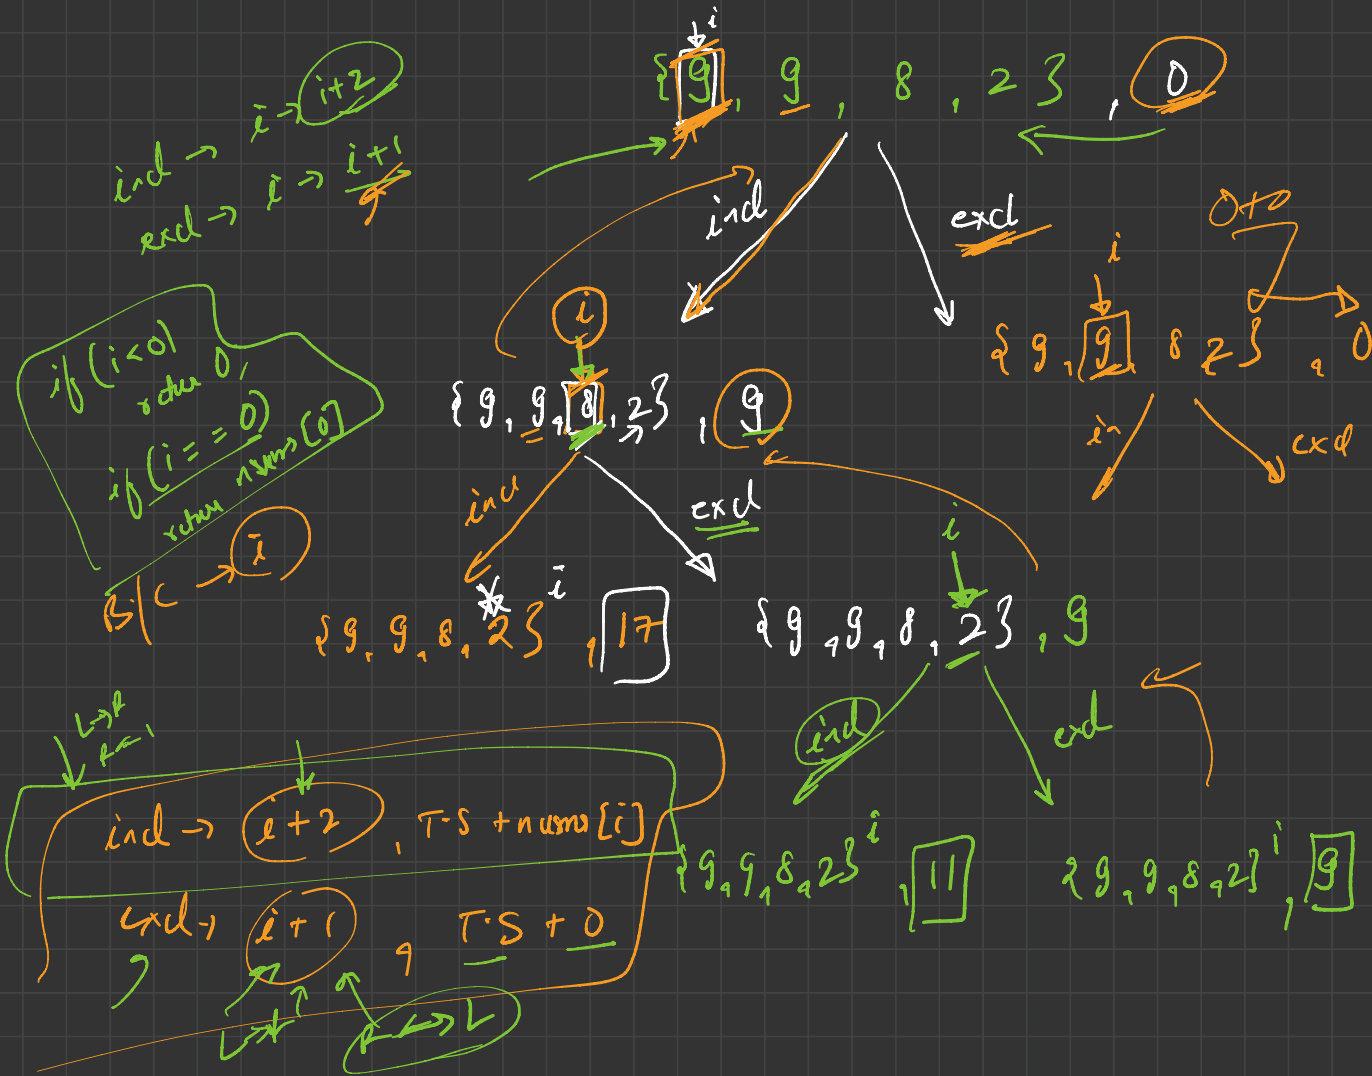 i
{9, 9, 8, 2}, 0
incl → i → i+2
excl → i → i+1
incl
excl
0+0
i
{9, 9 8 2}, 0
in
excl
i
{9, 9, 8, 2}, 9
incl
excl
if (i<0)
return 0,
if (i==0)
return nums[0]
B/C → i
{9, 9, 8, 2} i, 17
i
{9, 9, 8, 2}, 9
incl
excl
{9, 9, 8, 2} i, 11
{9, 9, 8, 2} i, 9
L→R
incl → i+2, T.S + nums[i]
excl → i+1, T.S + 0
L→R
R↔L